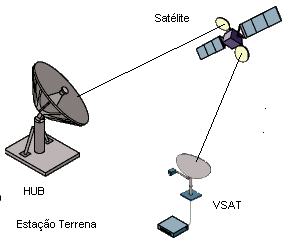 Satélite
HUB
VSAT
Estação Terrena